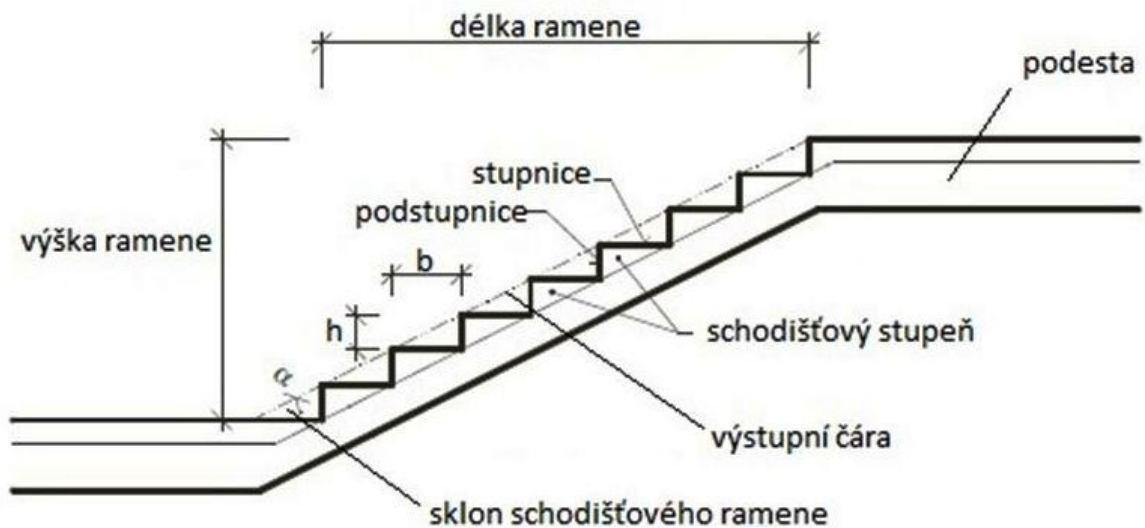 délka ramene
podesta
stupnice
podstupnice
výška ramene
b
h
schodišťový stupeň
α
výstupní čára
sklon schodišťového ramene